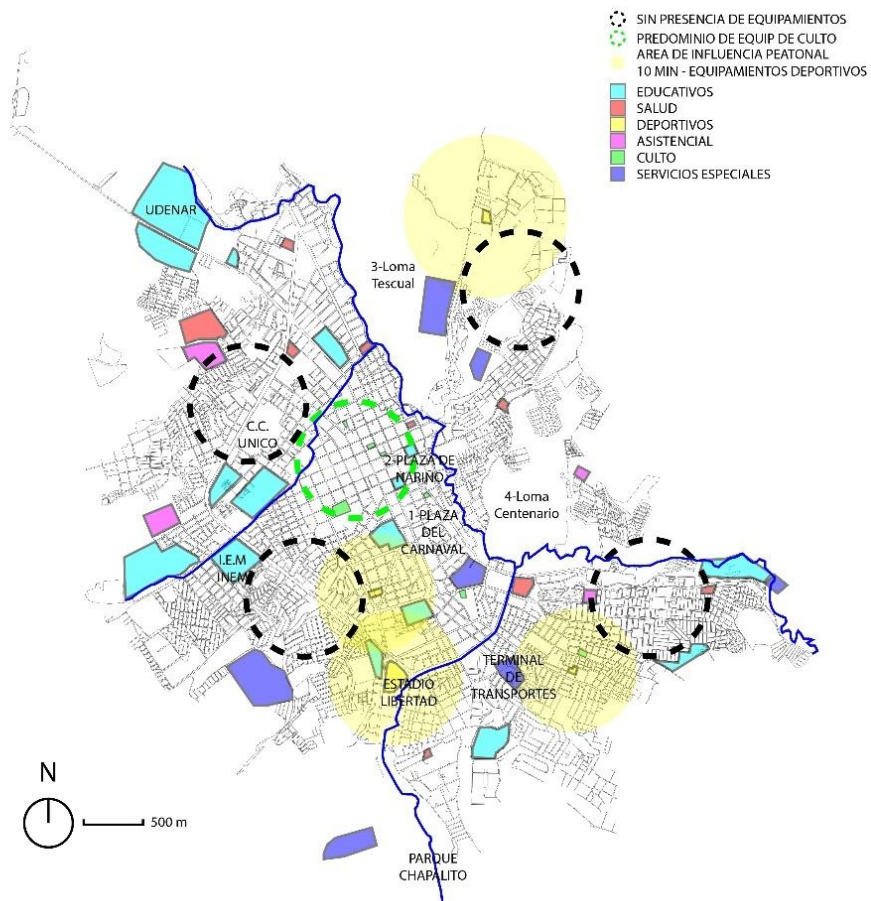 SIN PRESENCIA DE EQUIPAMIENTOS
PREDOMINIO DE EQUIP DE CULTO
AREA DE INFLUENCIA PEATONAL
10 MIN - EQUIPAMIENTOS DEPORTIVOS
EDUCATIVOS
SALUD
DEPORTIVOS
ASISTENCIAL
CULTO
SERVICIOS ESPECIALES
UDENAR
3-Loma
Tescual
C.C.
UNICO
2-PLAZA DE
NARIÑO
4-Loma
Centenario
1-PLAZA
DEL
CARNAVAL
I.E.M
INEM
ESTADIO
LIBERTAD
TERMINAL
DE
TRANSPORTES
N
500 m
PARQUE
CHAPALITO